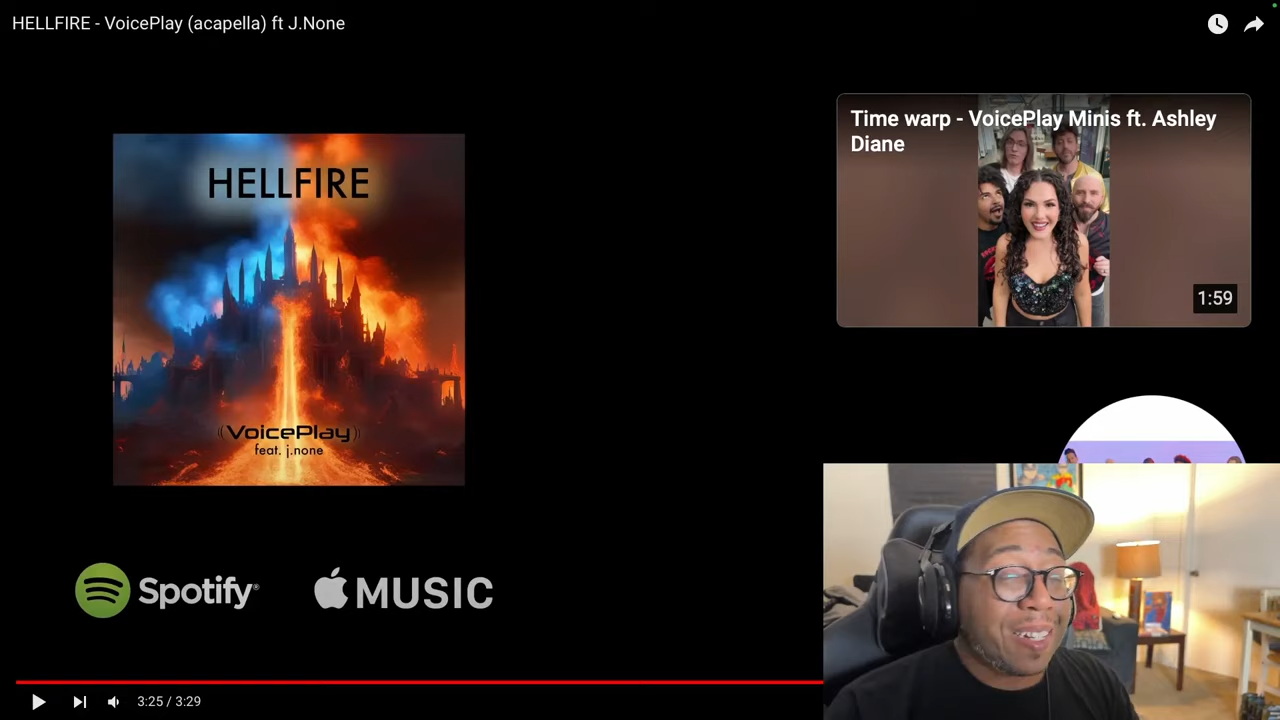 HELLFIRE - VoicePlay (acapella) ft J.None
Time warp - VoicePlay Minis ft. Ashley
Diane
1:59
HELLFIRE
VoicePlay
feat. j.none
Spotify®
MUSIC
3:25 / 3:29